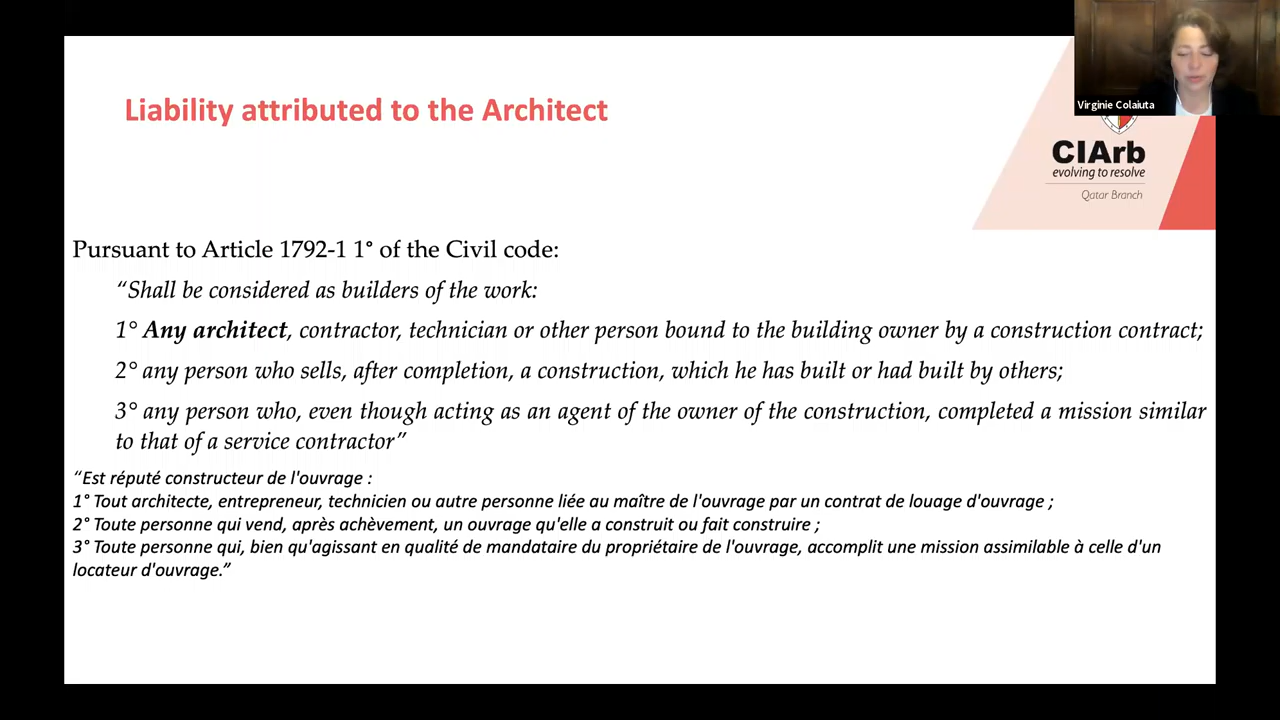 Liability attributed to the Architect
Virginie Colaiuta
CIArb
evolving to resolve
Qatar Branch
Pursuant to Article 1792-1 1° of the Civil code:
“Shall be considered as builders of the work:
1° Any architect, contractor, technician or other person bound to the building owner by a construction contract;
2° any person who sells, after completion, a construction, which he has built or had built by others;
3° any person who, even though acting as an agent of the owner of the construction, completed a mission similar
to that of a service contractor”
“Est réputé constructeur de l'ouvrage :
1° Tout architecte, entrepreneur, technicien ou autre personne liée au maître de l'ouvrage par un contrat de louage d'ouvrage ;
2° Toute personne qui vend, après achèvement, un ouvrage qu'elle a construit ou fait construire ;
3° Toute personne qui, bien qu'agissant en qualité de mandataire du propriétaire de l'ouvrage, accomplit une mission assimilable à celle d'un
locateur d'ouvrage.”